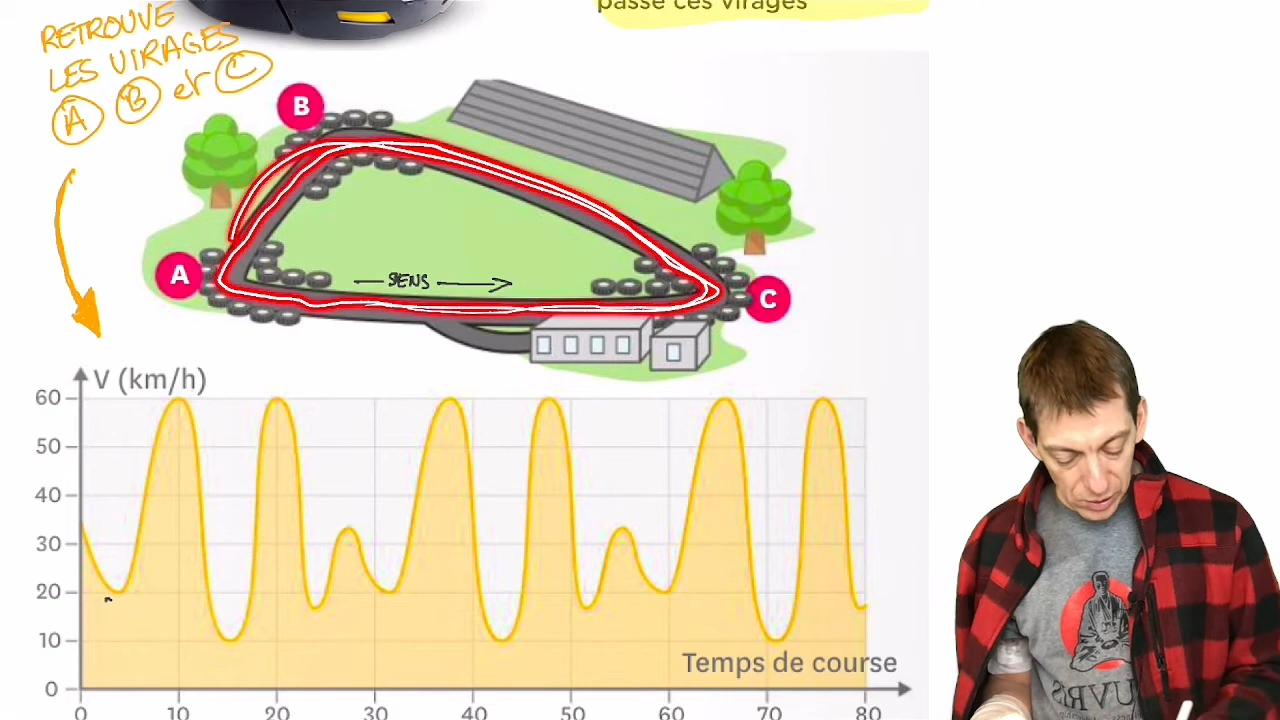 passe ces virages
RETROUVE
LES VIRAGES
A B et C
B
A
SENS
C
V (km/h)
60
50
40
30
20
10
0
Temps de course
0 10 20 30 40 50 60 70 80